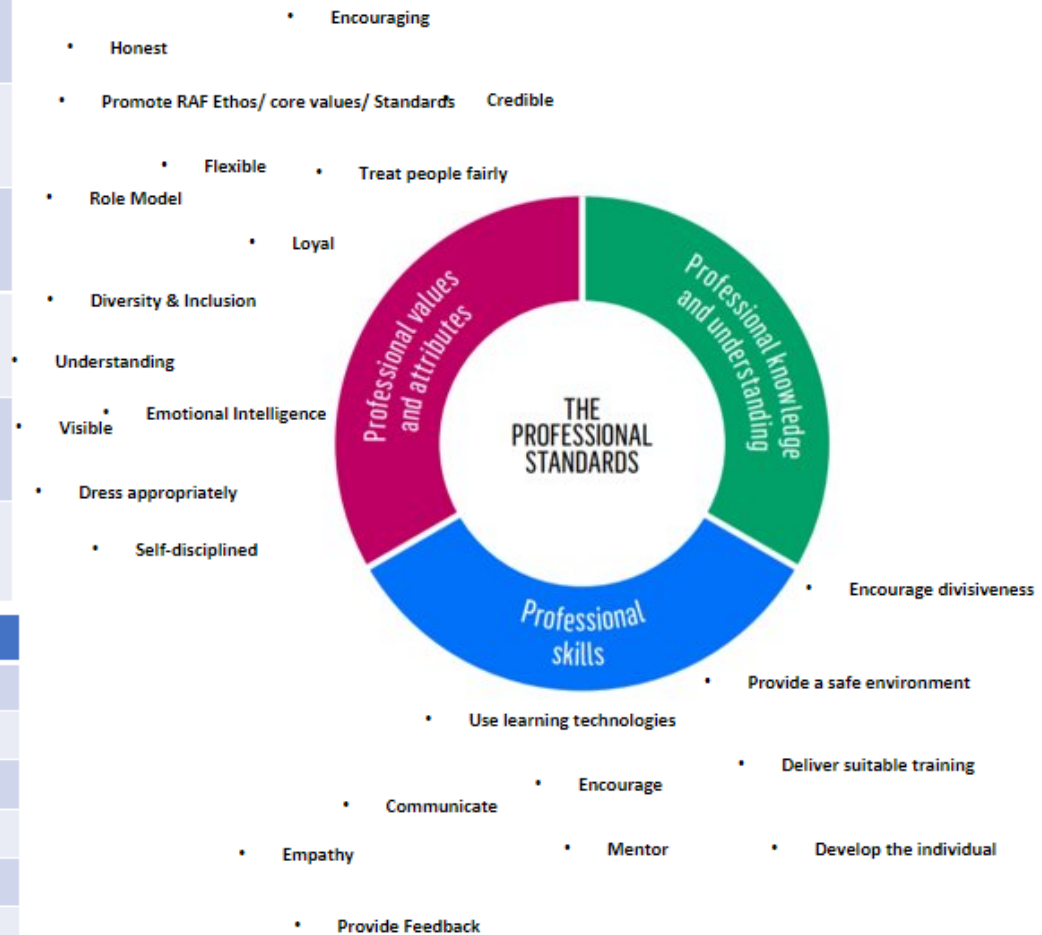 • Encouraging
• Honest
• Promote RAF Ethos/ core values/ Standards
• Credible
• Flexible
• Treat people fairly
• Role Model
• Loyal
• Diversity & Inclusion
• Understanding
• Emotional Intelligence
• Visible
• Dress appropriately
• Self-disciplined
Professional values
and attributes
Professional knowledge
and understanding
THE
PROFESSIONAL
STANDARDS
Professional
skills
• Encourage divisiveness
• Provide a safe environment
• Use learning technologies
• Deliver suitable training
• Encourage
• Communicate
• Empathy
• Mentor
• Develop the individual
• Provide Feedback